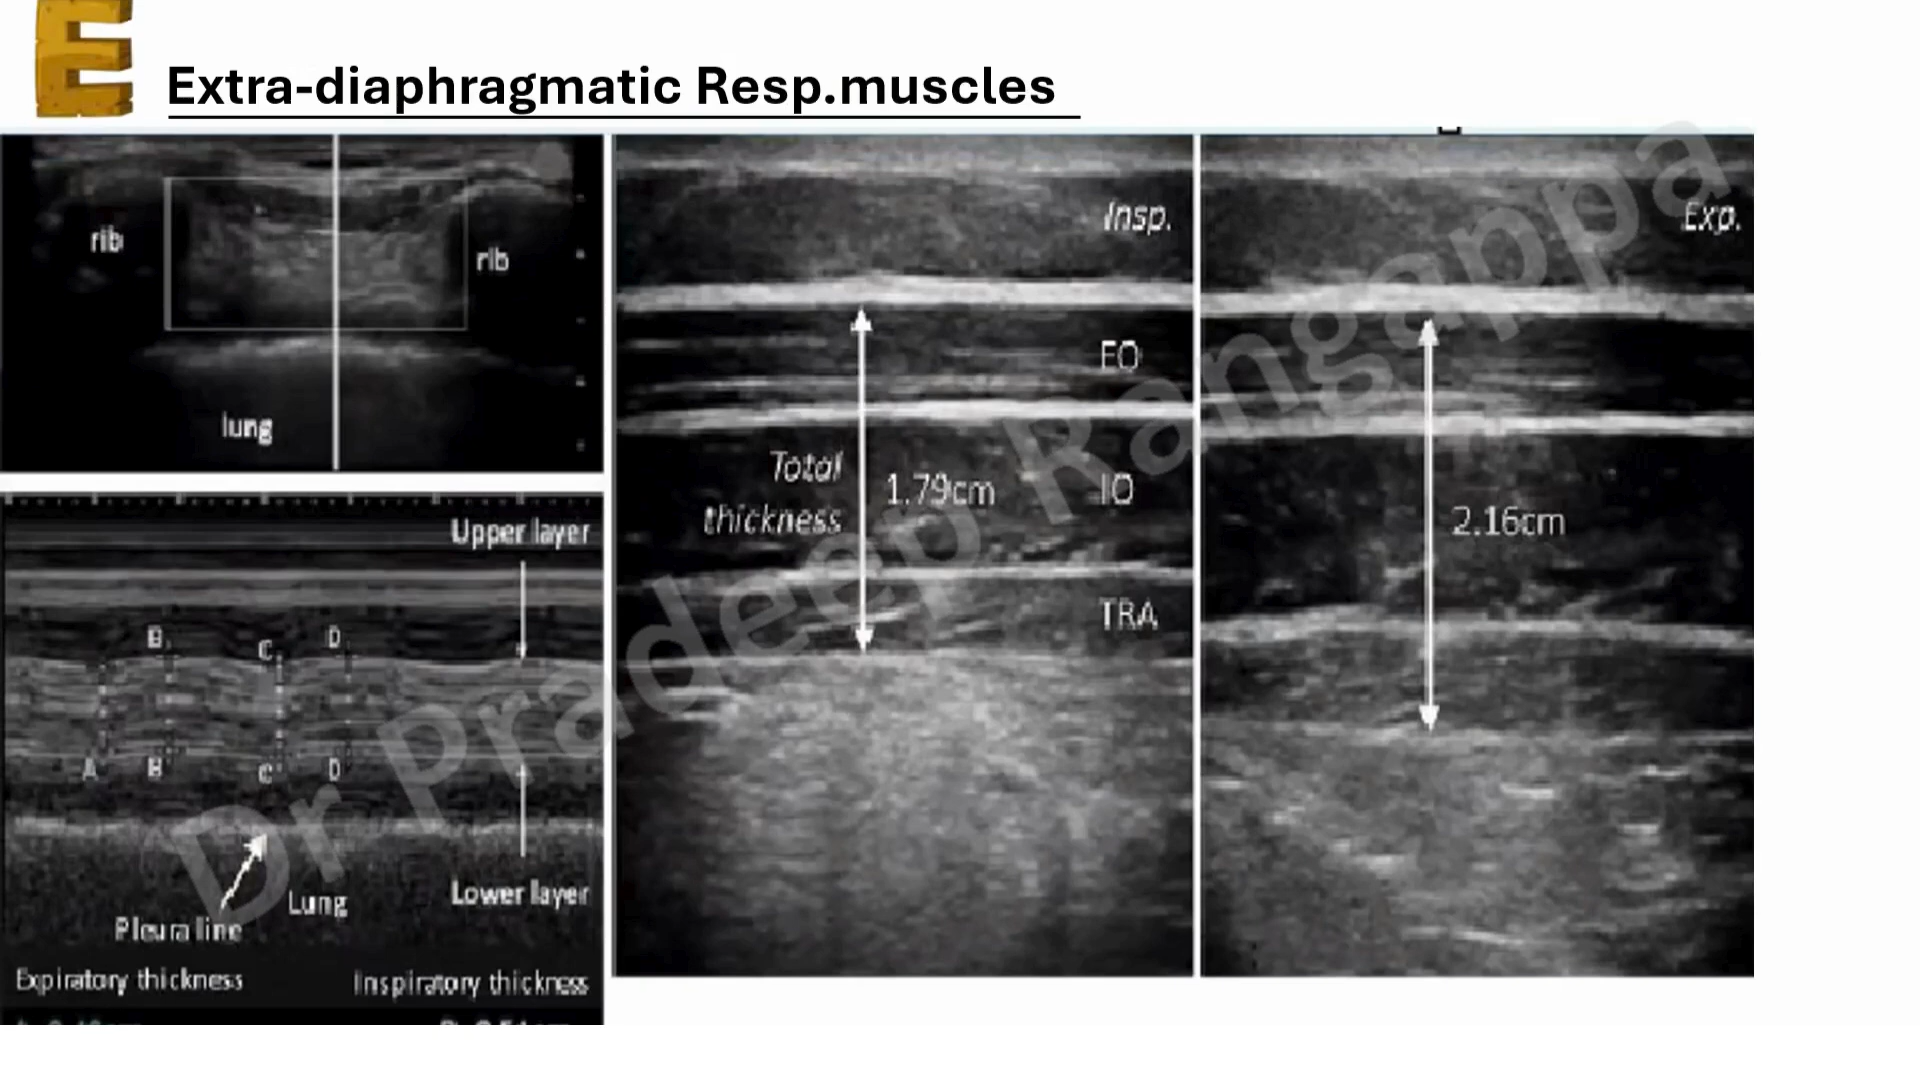 E
Extra-diaphragmatic Resp.muscles
rib
rib
lung
Upper layer
B
C
D
A
B
C
D
Lung
Pleura line
Lower layer
Expiratory thickness
Inspiratory thickness
Insp.
EO
Total
thickness
1.79cm
IO
TRA
Exp.
2.16cm
Dr Pradeep Rangappa